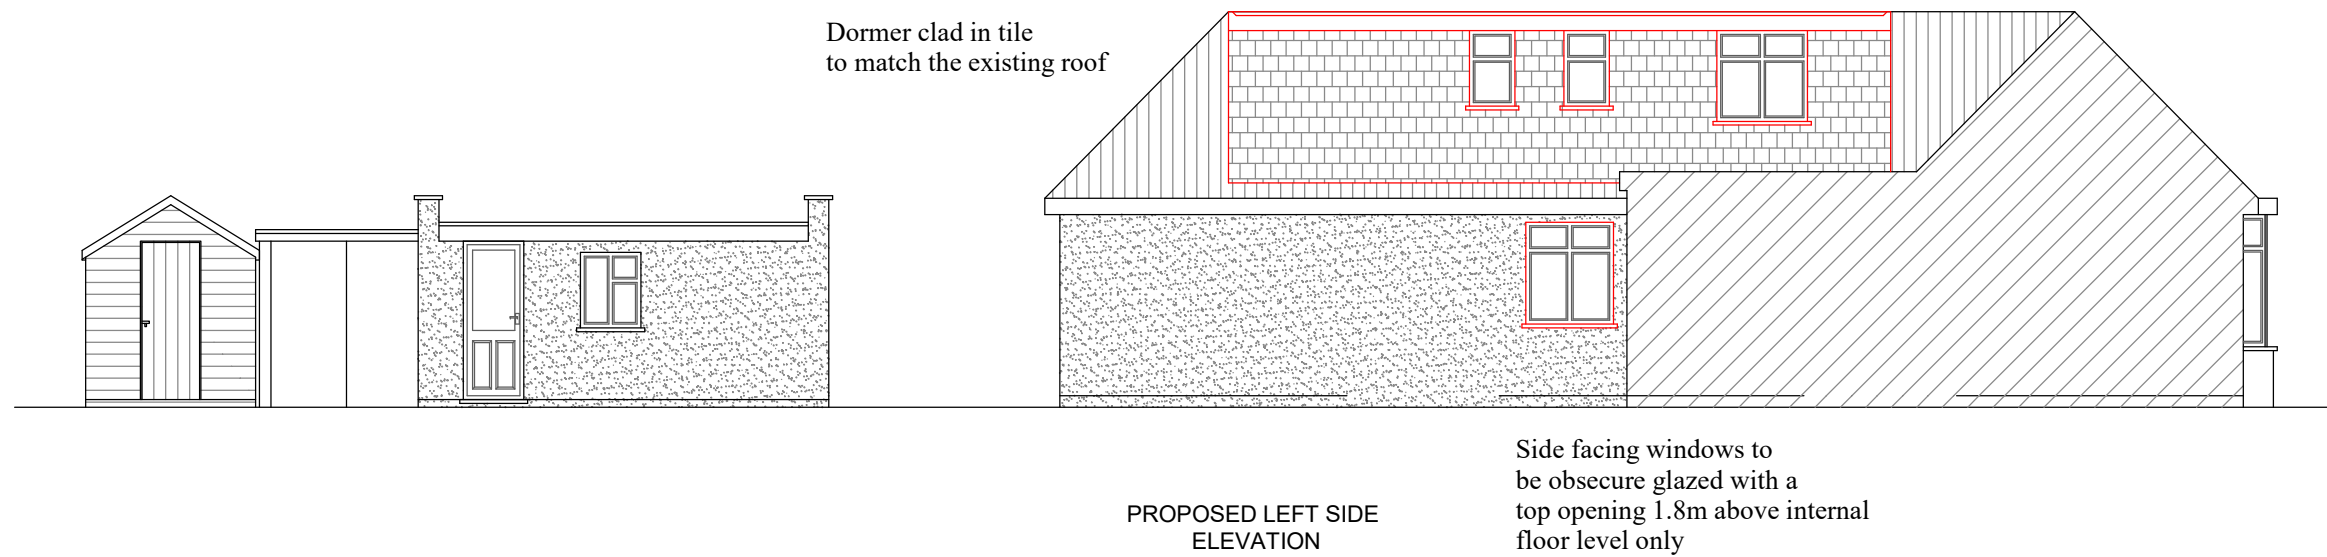 Dormer clad in tile
to match the existing roof
Side facing windows to
be obsecure glazed with a
top opening 1.8m above internal
floor level only
PROPOSED LEFT SIDE
ELEVATION